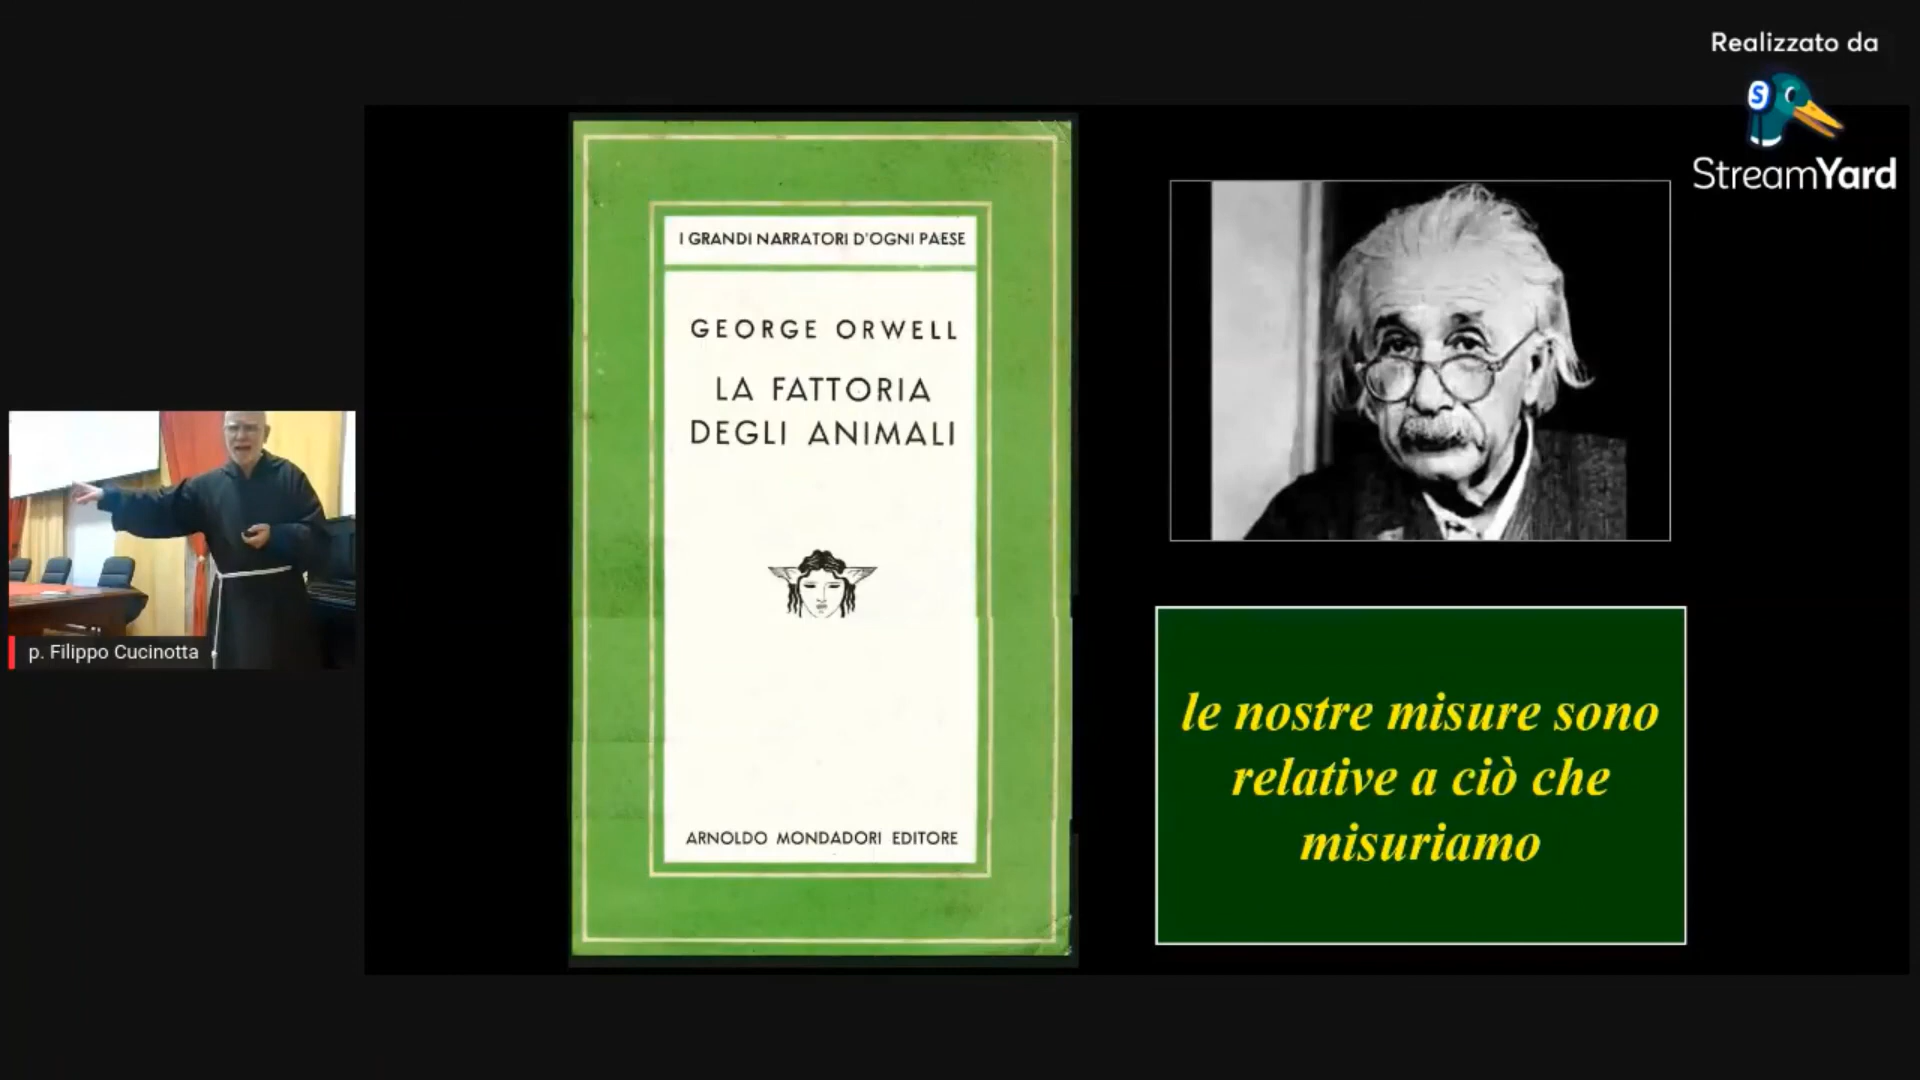 Realizzato da
S
StreamYard
I GRANDI NARRATORI D'OGNI PAESE
GEORGE ORWELL
LA FATTORIA
DEGLI ANIMALI
ARNOLDO MONDADORI EDITORE
le nostre misure sono
relative a ciò che
misuriamo
p. Filippo Cucinotta